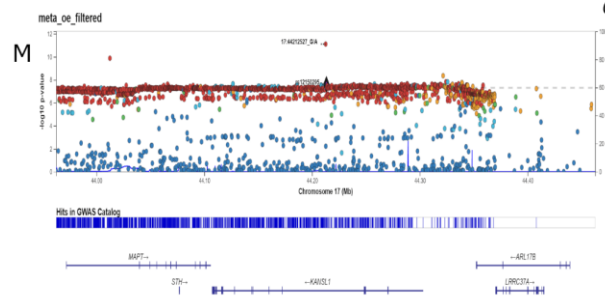 meta_oe_filtered
M
17:44212527_G/A
-log10 p-value
12
10
8
6
4
2
0
100
80
60
40
20
0
44.00
44.10
44.20
44.30
44.40
Chromosome 17 (Mb)
Hits in GWAS Catalog
MAPT→
←ARL17B
STH→
←KANSL1
LRRC37A→